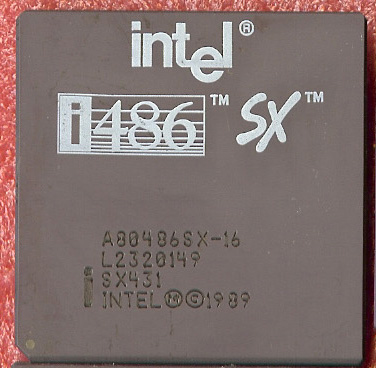 intel®
i486™ SX™
A80486SX-16
L2320149
SX431
i INTEL Ⓜ © 1989